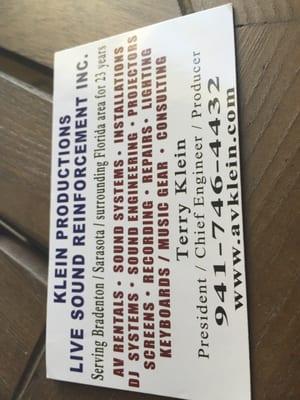 KLEIN PRODUCTIONS
LIVE SOUND REINFORCEMENT INC.
Serving Bradenton / Sarasota / surrounding Florida area for 23 years
AV RENTALS · SOUND SYSTEMS · INSTALLATIONS ·
DJ SYSTEMS · SOUND ENGINEERING · PROJECTORS
SCREENS · RECORDING · REPAIRS · LIGHTING
KEYBOARDS / MUSIC GEAR · CONSULTING
Terry Klein
President / Chief Engineer / Producer
941-746-4432
www.avklein.com